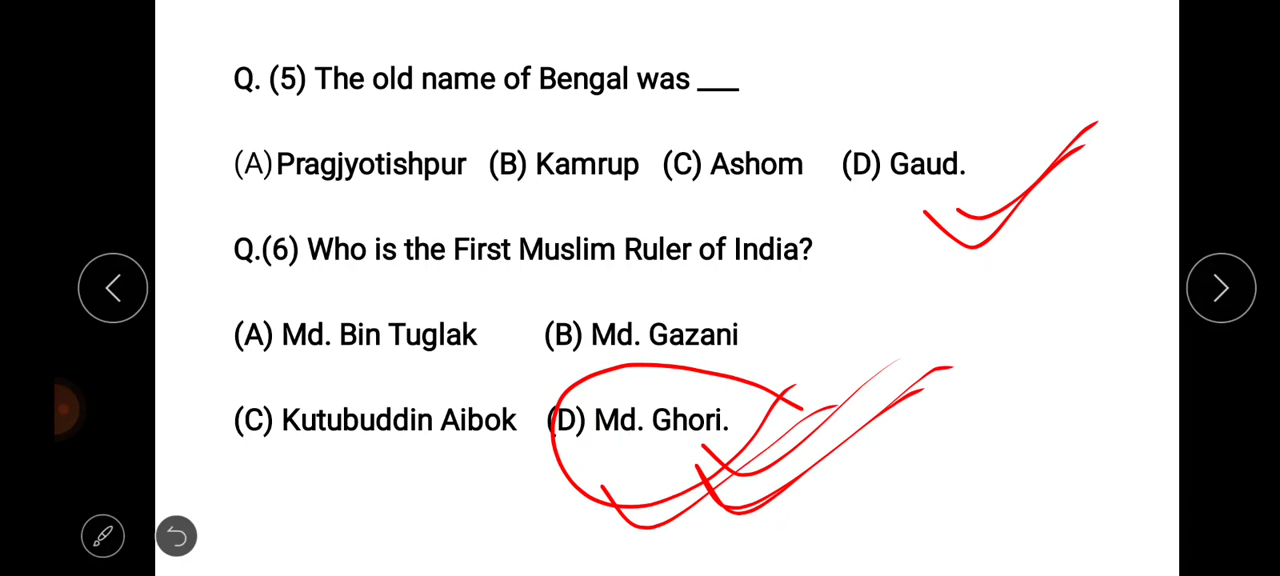 Q. (5) The old name of Bengal was ___
(A) Pragjyotishpur (B) Kamrup (C) Ashom (D) Gaud.
Q.(6) Who is the First Muslim Ruler of India?
(A) Md. Bin Tuglak (B) Md. Gazani
(C) Kutubuddin Aibok (D) Md. Ghori.